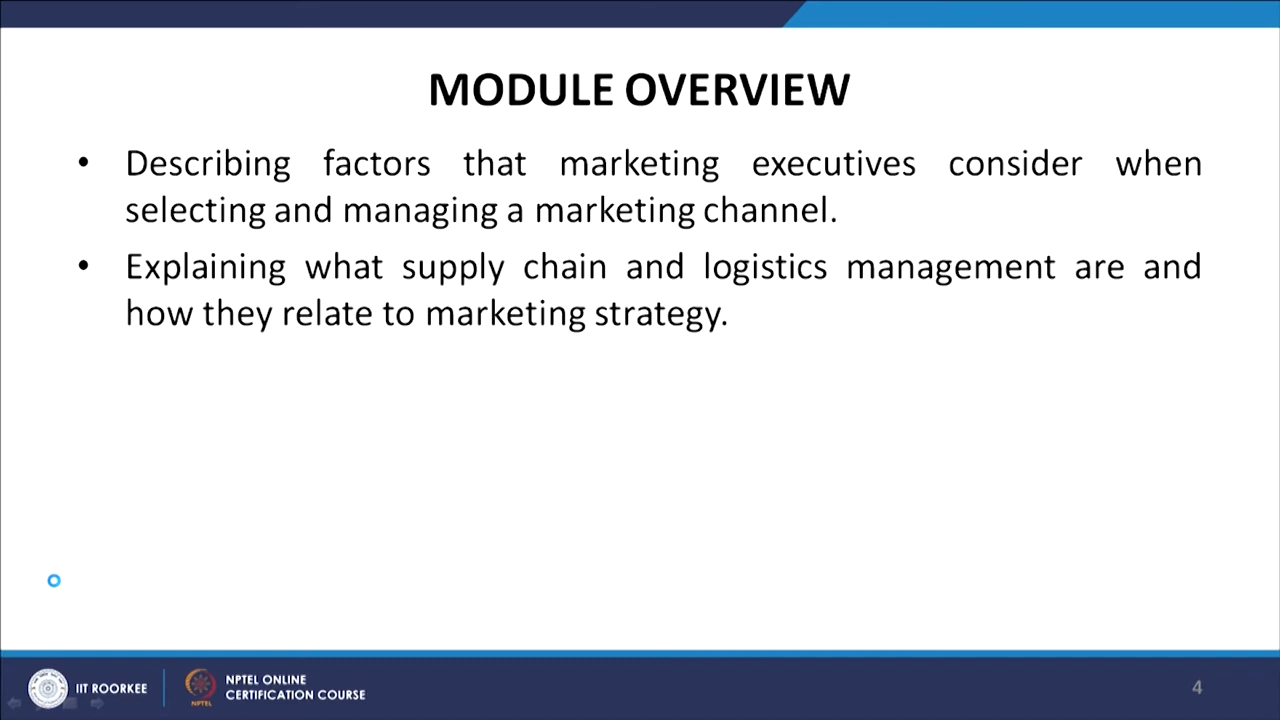 MODULE OVERVIEW
• Describing factors that marketing executives consider when
selecting and managing a marketing channel.
• Explaining what supply chain and logistics management are and
how they relate to marketing strategy.
IIT ROORKEE
NPTEL
NPTEL ONLINE
CERTIFICATION COURSE
4